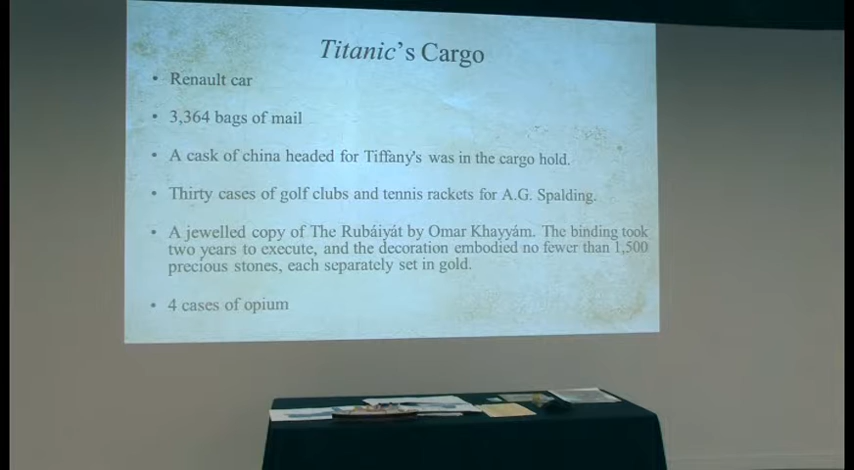 Titanic's Cargo
• Renault car
• 3,364 bags of mail
• A cask of china headed for Tiffany's was in the cargo hold.
• Thirty cases of golf clubs and tennis rackets for A.G. Spalding.
• A jewelled copy of The Rubáiyát by Omar Khayyám. The binding took
two years to execute, and the decoration embodied no fewer than 1,500
precious stones, each separately set in gold.
• 4 cases of opium